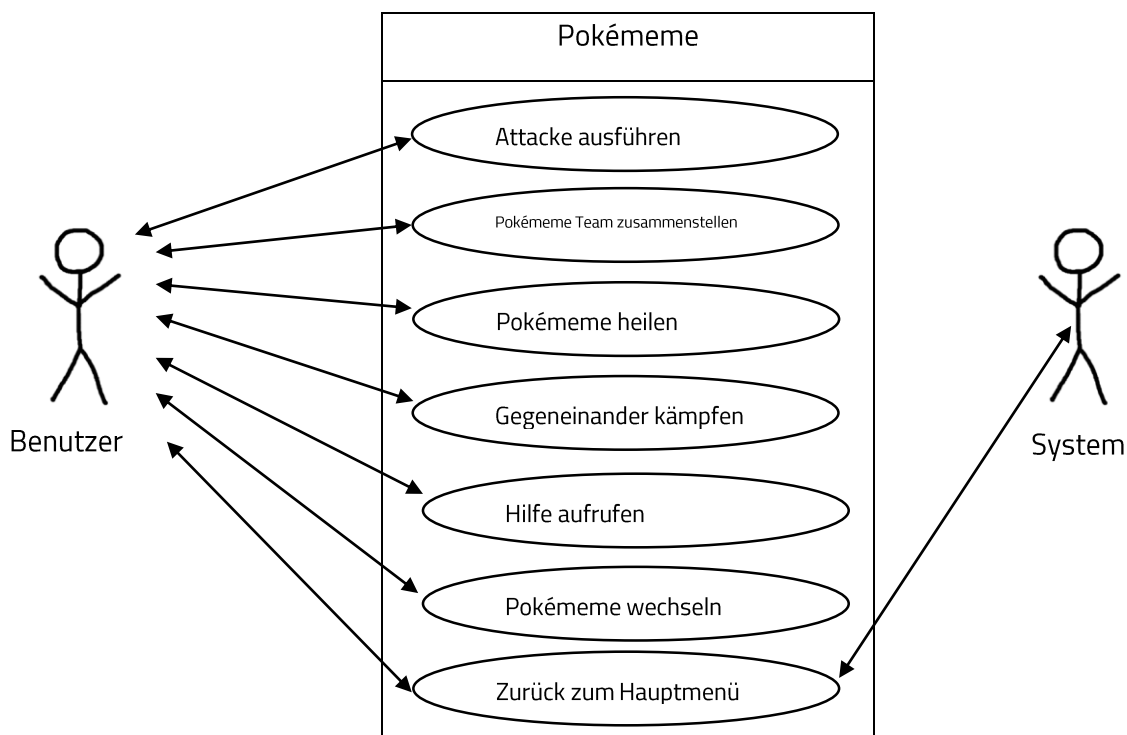 Pokémeme
Attacke ausführen
Pokémeme Team zusammenstellen
Pokémeme heilen
Gegeneinander kämpfen
Benutzer
System
Hilfe aufrufen
Pokémeme wechseln
Zurück zum Hauptmenü